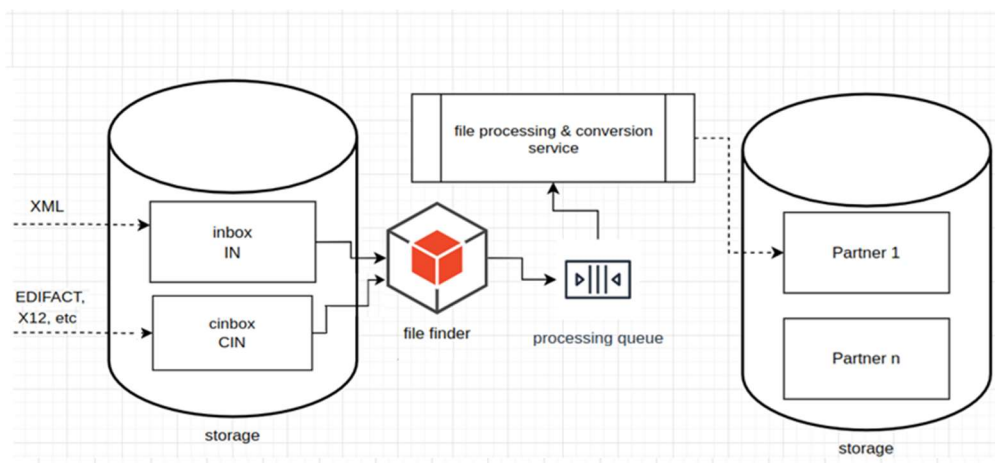 XML
EDIFACT,
X12, etc
inbox
IN
cinbox
CIN
storage
file finder
processing queue
file processing & conversion
service
Partner 1
Partner n
storage